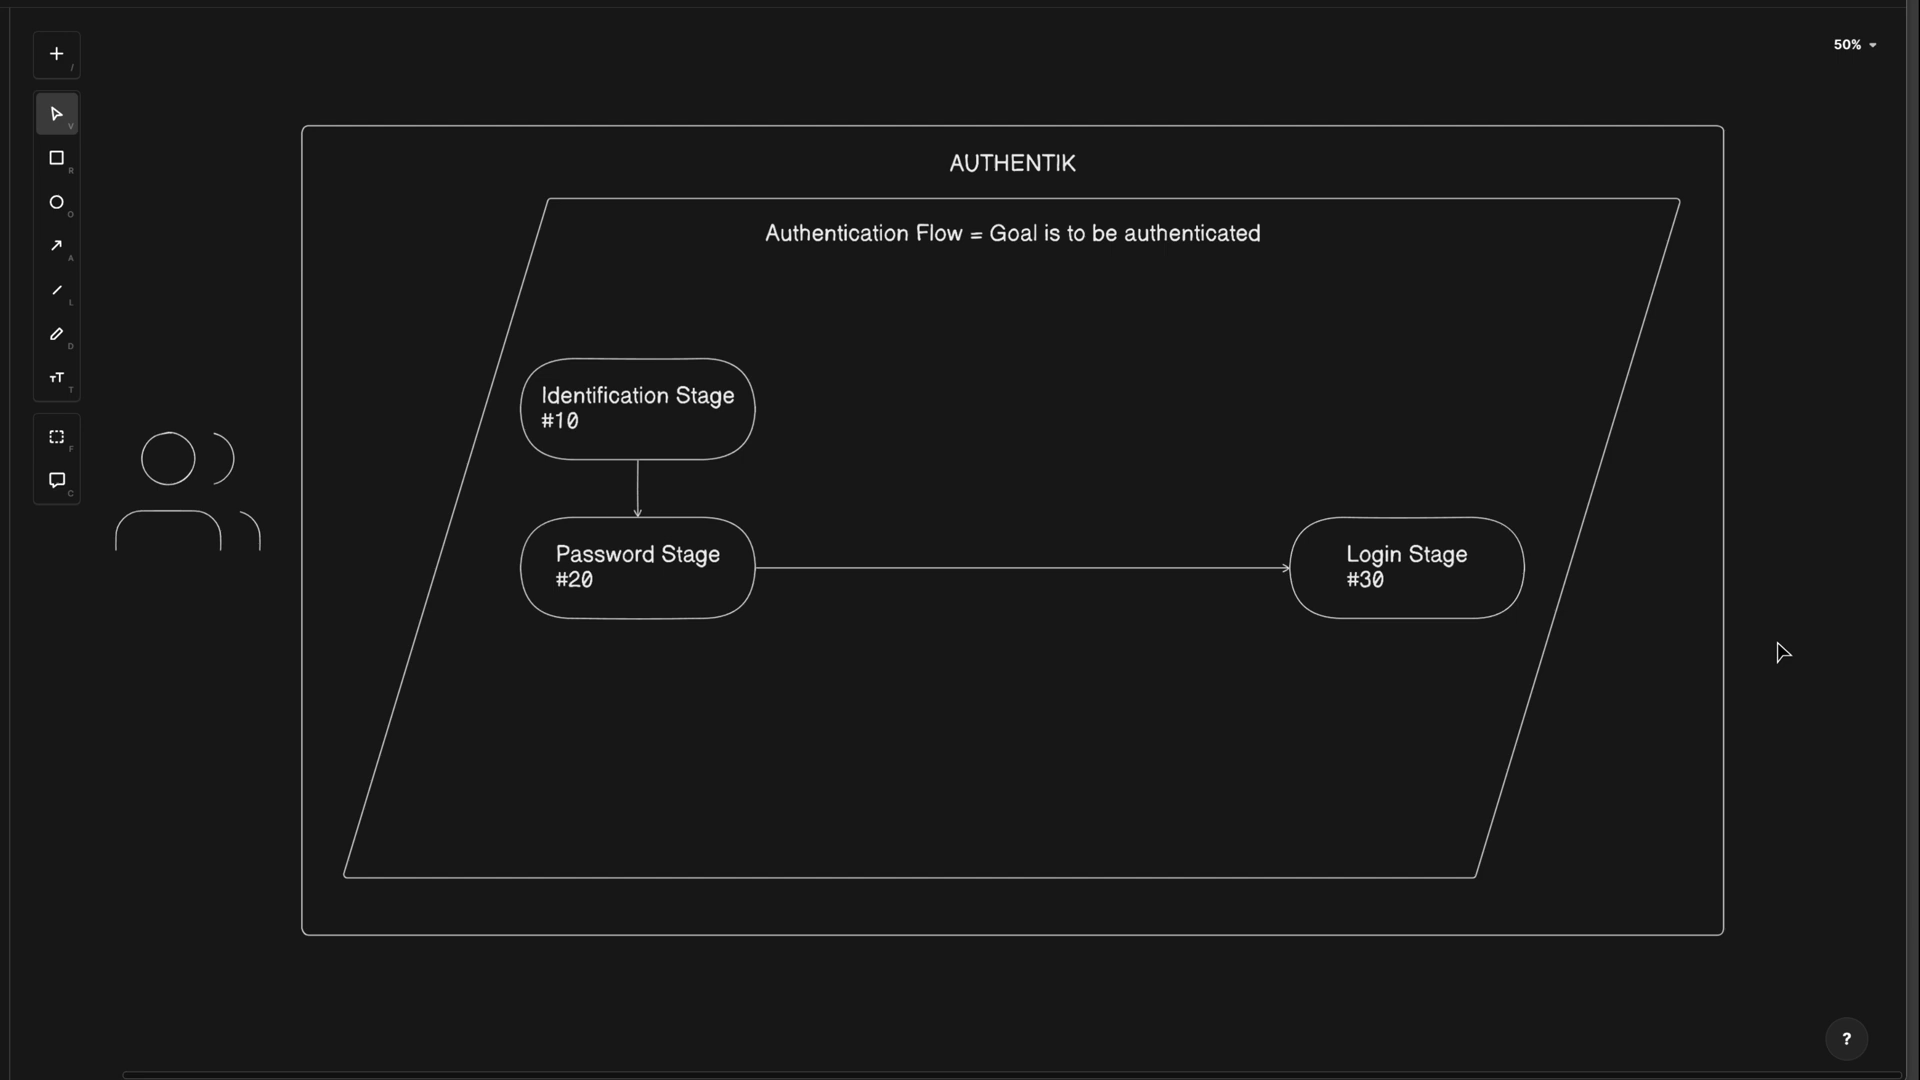 50%
/
V
R
O
A
L
D
T
F
C
AUTHENTIK
Authentication Flow = Goal is to be authenticated
Identification Stage
#10
Password Stage
#20
Login Stage
#30
?